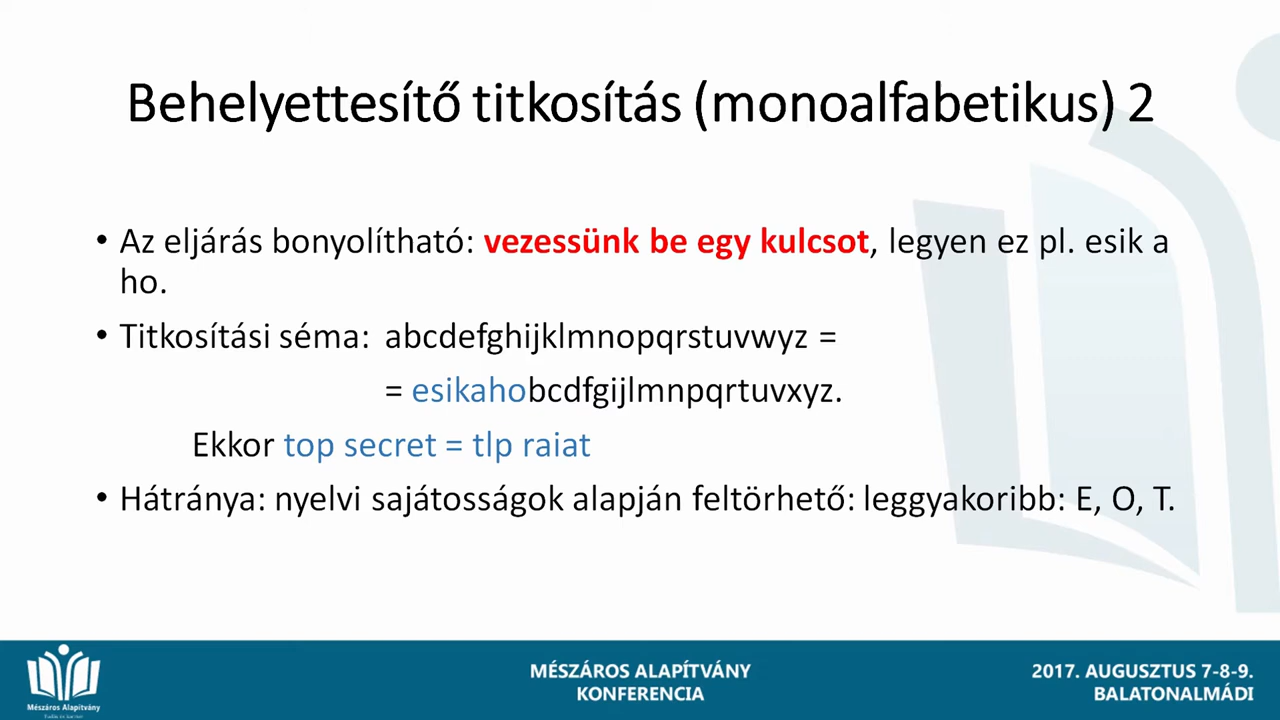 Behelyettesítő titkosítás (monoalfabetikus) 2
• Az eljárás bonyolítható: vezessünk be egy kulcsot, legyen ez pl. esik a
ho.
• Titkosítási séma: abcdefghijklmnopqrstuvwyz =
= esikahobcdfgijlmnpqrtuvxyz.
Ekkor top secret = tlp raiat
• Hátránya: nyelvi sajátosságok alapján feltörhető: leggyakoribb: E, O, T.
MÉSZÁROS ALAPÍTVÁNY
KONFERENCIA
2017. AUGUSZTUS 7-8-9.
BALATONALMÁDI
Mészáros Alapítvány